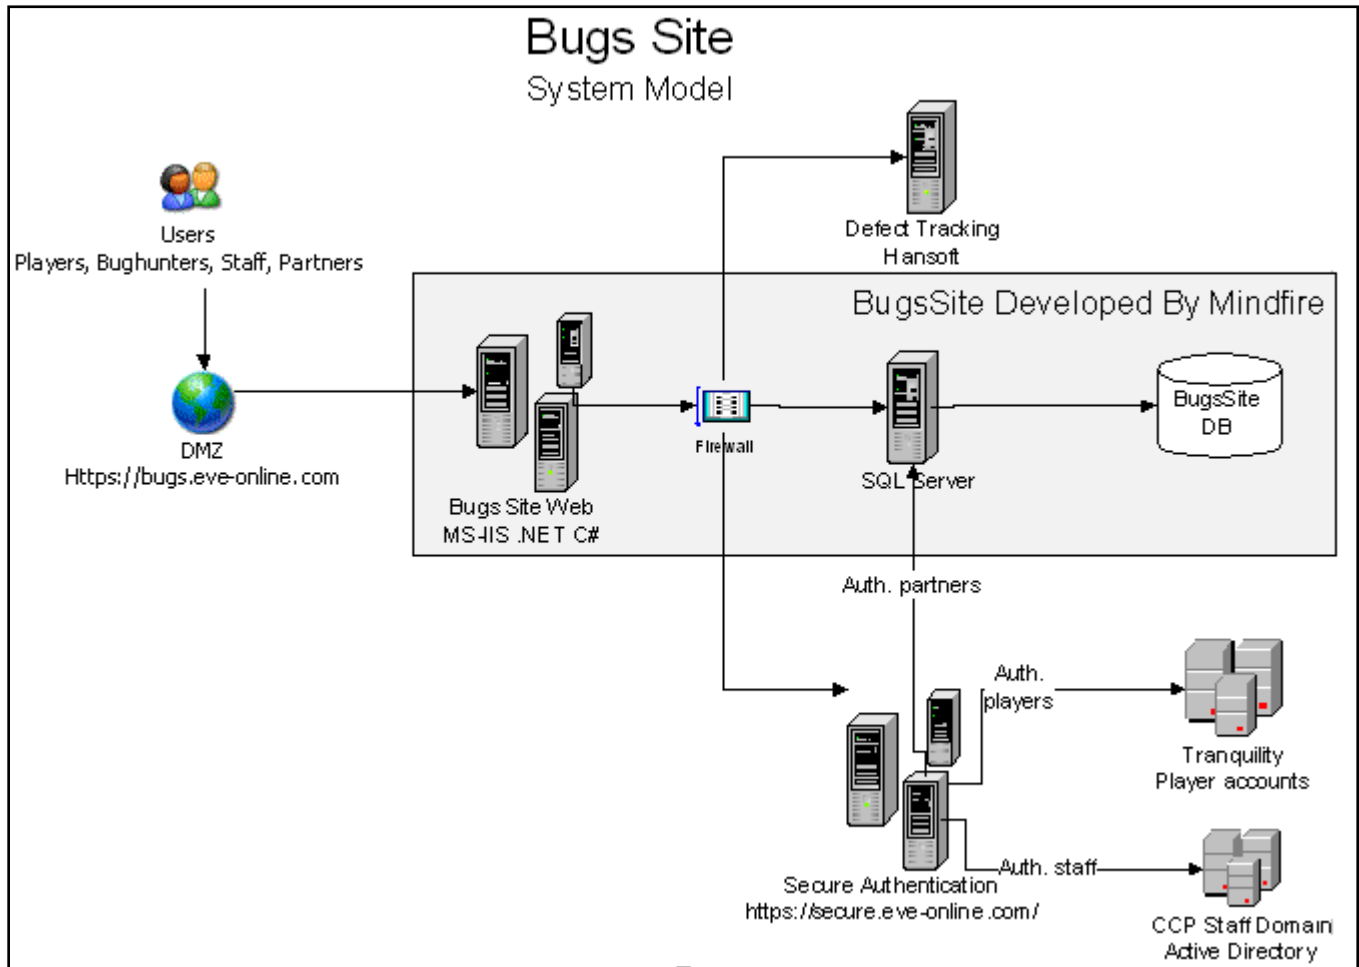 Bugs Site
System Model
Users
Players, Bughunters, Staff, Partners
Defect Tracking
Hansoft
BugsSite Developed By Mindfire
BugsSite
DB
DMZ
Https://bugs.eve-online.com
Firewall
SQL Server
Bugs Site Web
MS-IIS .NET C#
Auth. partners
Auth.
players
Tranquility
Player accounts
Auth. staff
Secure Authentication
https://secure.eve-online.com/
CCP Staff Domain
Active Directory